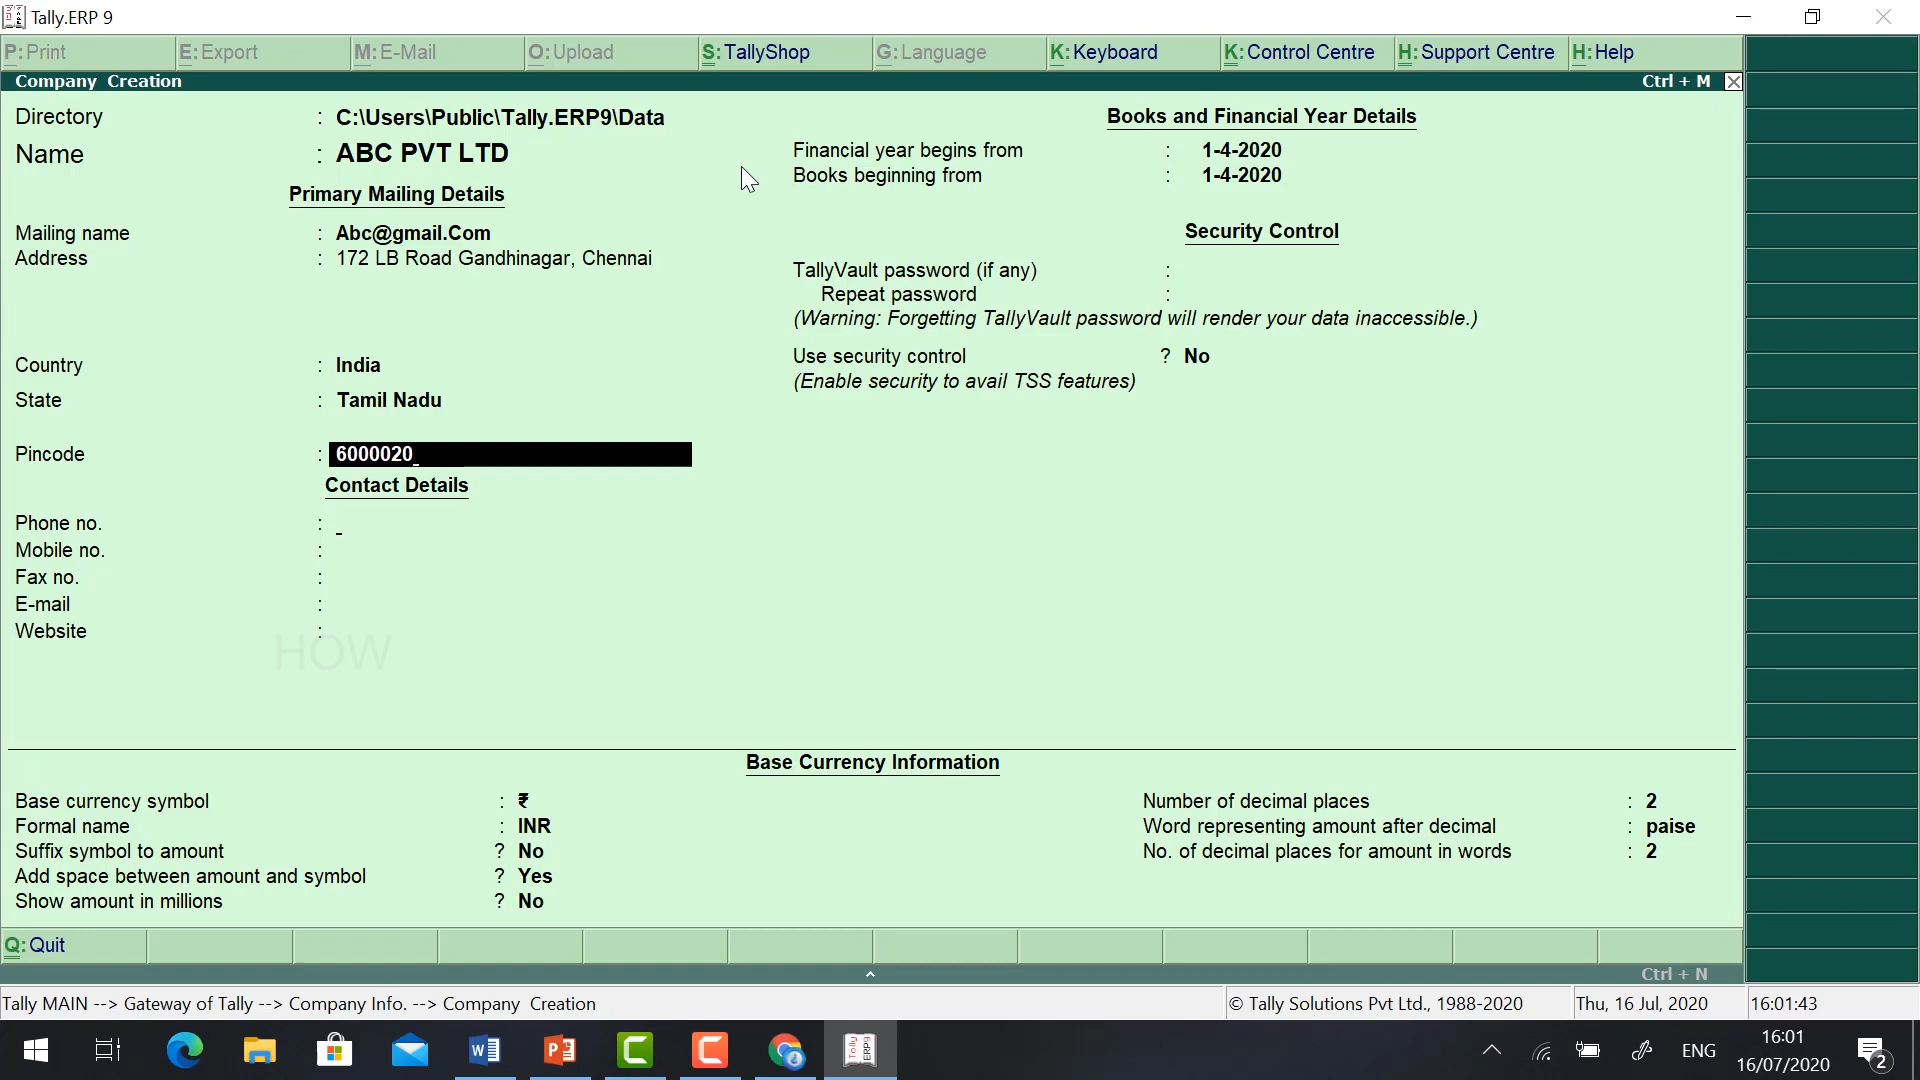 Tally.ERP 9
P: Print
E: Export
M: E-Mail
O: Upload
S: TallyShop
G: Language
K: Keyboard
K: Control Centre
H: Support Centre
H: Help
Company Creation
Ctrl + M
Directory : C:\Users\Public\Tally.ERP9\Data
Name : ABC PVT LTD
Primary Mailing Details
Mailing name : Abc@gmail.Com
Address : 172 LB Road Gandhinagar, Chennai
Country : India
State : Tamil Nadu
Pincode : 6000020_
Contact Details
Phone no. : _
Mobile no. :
Fax no. :
E-mail :
Website :
HOW
Books and Financial Year Details
Financial year begins from : 1-4-2020
Books beginning from : 1-4-2020
Security Control
TallyVault password (if any) :
Repeat password :
(Warning: Forgetting TallyVault password will render your data inaccessible.)
Use security control ? No
(Enable security to avail TSS features)
Base Currency Information
Base currency symbol : ₹
Formal name : INR
Suffix symbol to amount ? No
Add space between amount and symbol ? Yes
Show amount in millions ? No
Number of decimal places : 2
Word representing amount after decimal : paise
No. of decimal places for amount in words : 2
Q: Quit
Ctrl + N
Tally MAIN --> Gateway of Tally --> Company Info. --> Company Creation
© Tally Solutions Pvt Ltd., 1988-2020
Thu, 16 Jul, 2020
16:01:43
ENG
16:01
16/07/2020
2